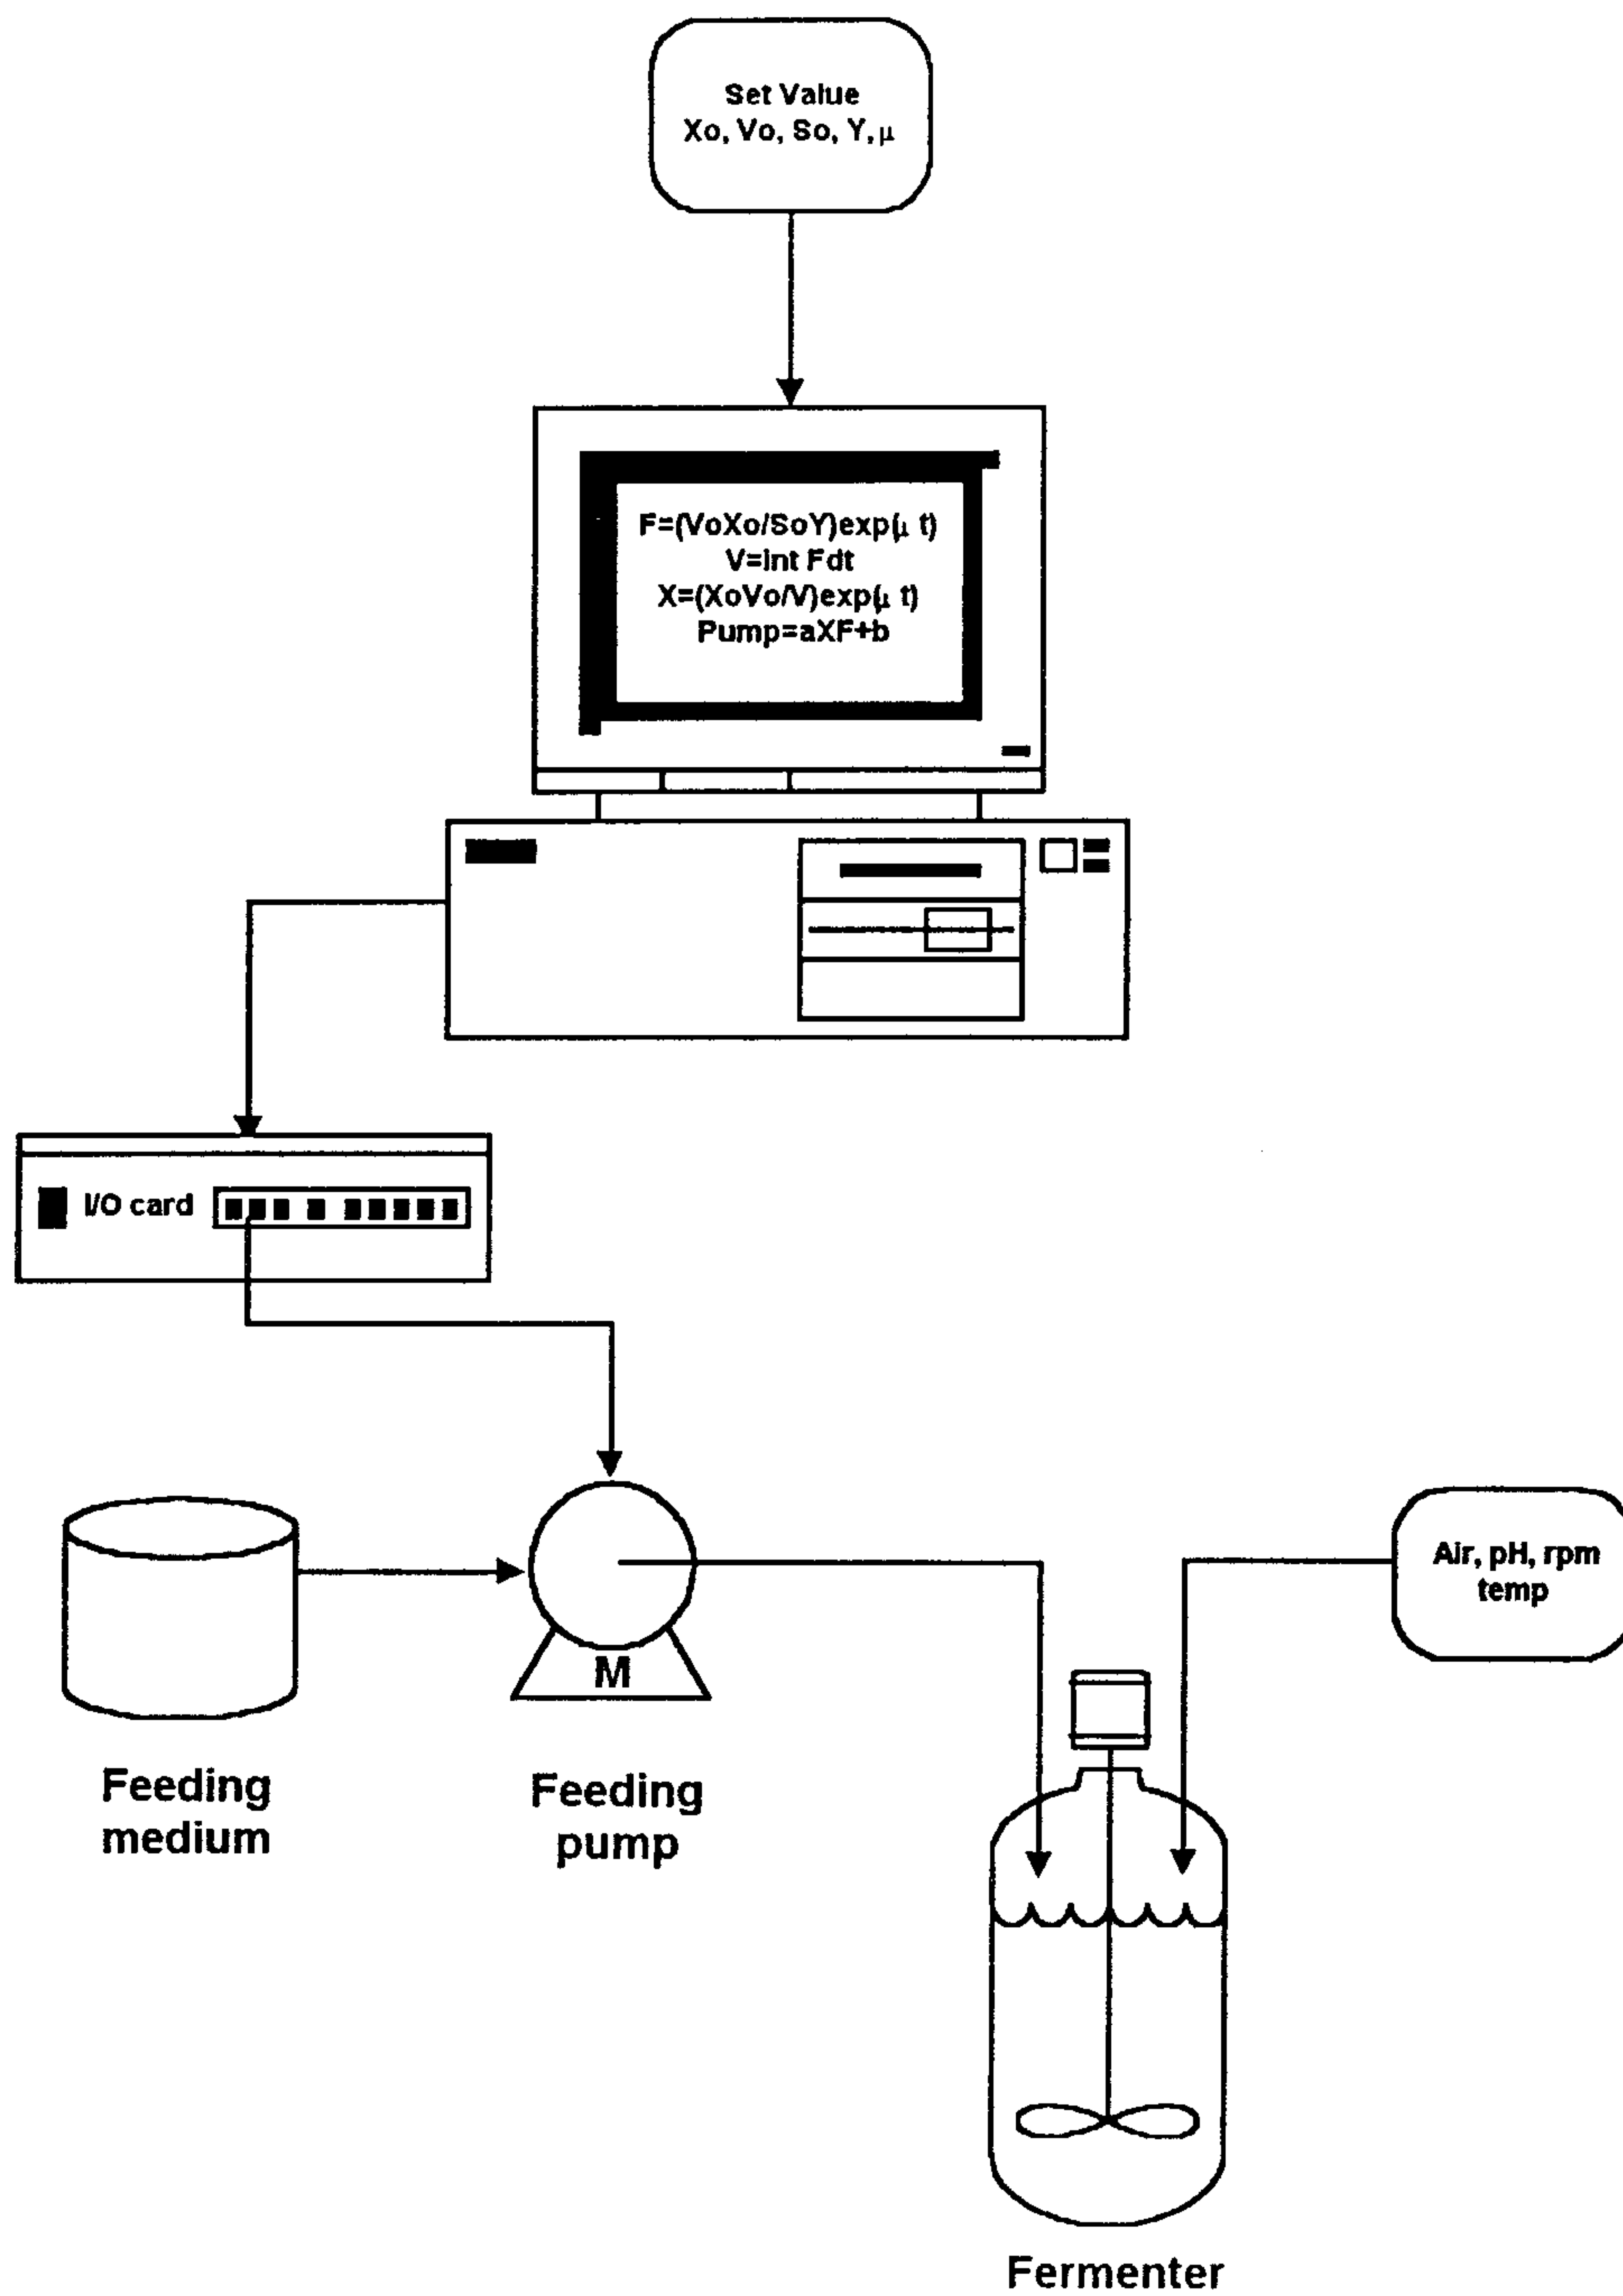 Set Value
Xo, Vo, So, Y, μ
F=(VoXo/SoY)exp(μ t)
V=int Fdt
X=(XoVo/V)exp(μ t)
Pump=aXF+b
I/O card
Air, pH, rpm
temp
M
Feeding
medium
Feeding
pump
Fermenter